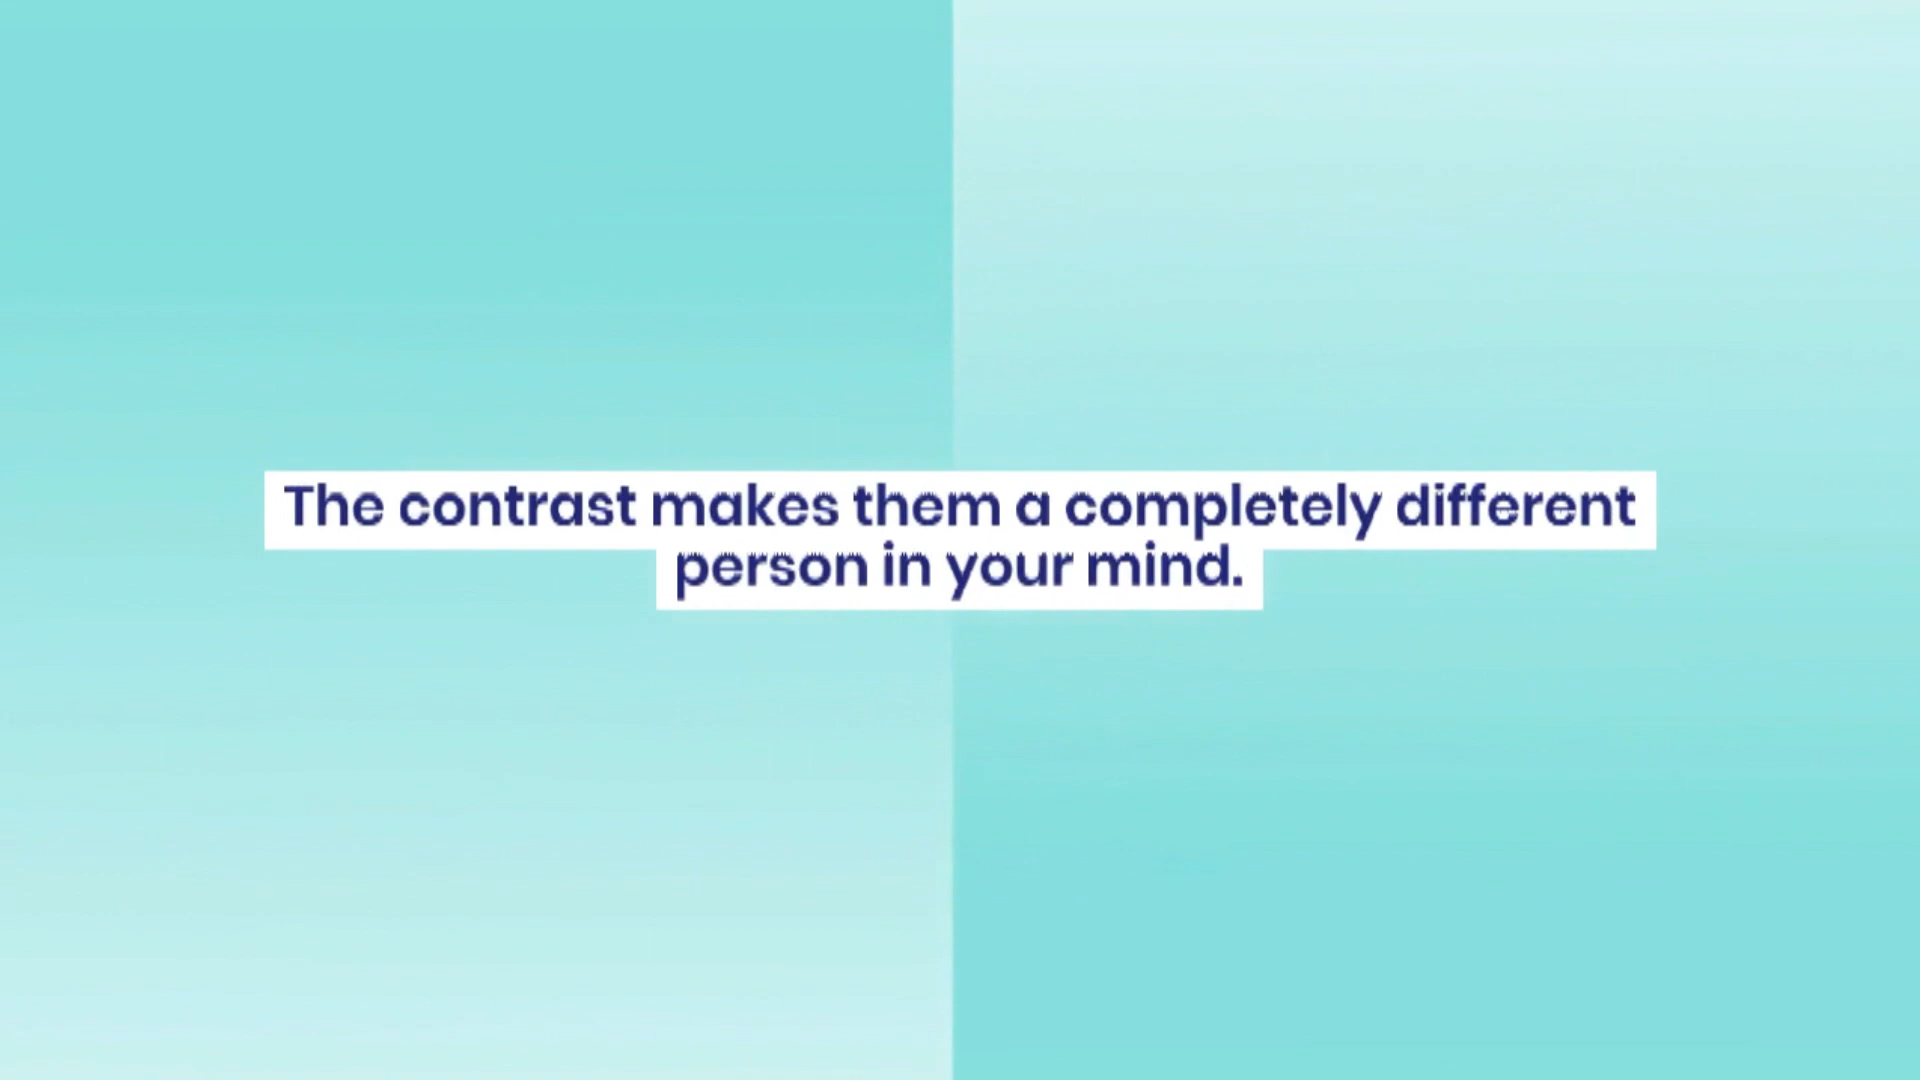 The contrast makes them a completely different
person in your mind.